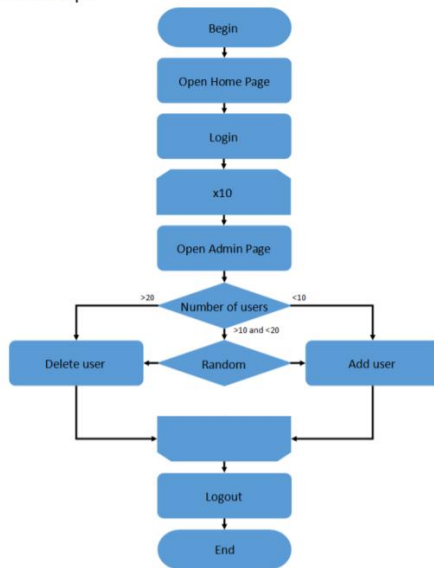 Begin
Open Home Page
Login
x10
Open Admin Page
Number of users
>20
<10
>10 and <20
Delete user
Random
Add user
Logout
End